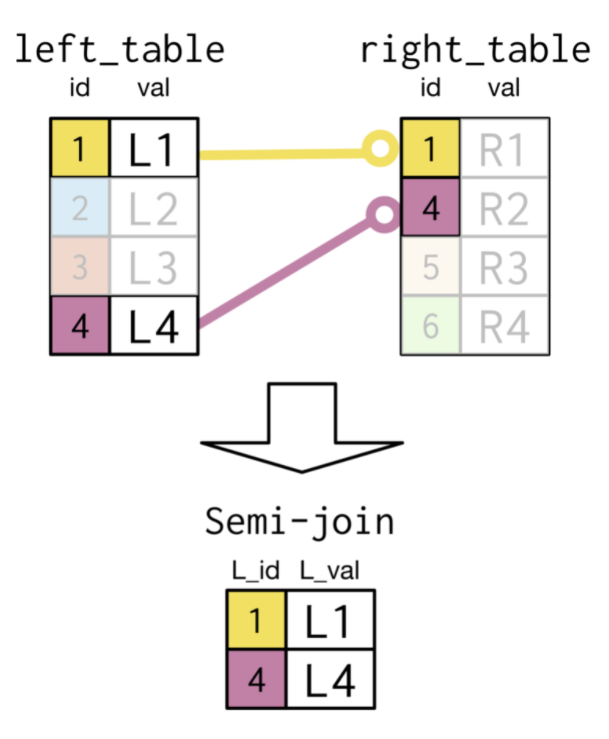 left_table right_table
id val id val
1 L1 1 R1
2 L2 4 R2
3 L3 5 R3
4 L4 6 R4
Semi-join
L_id L_val
1 L1
4 L4